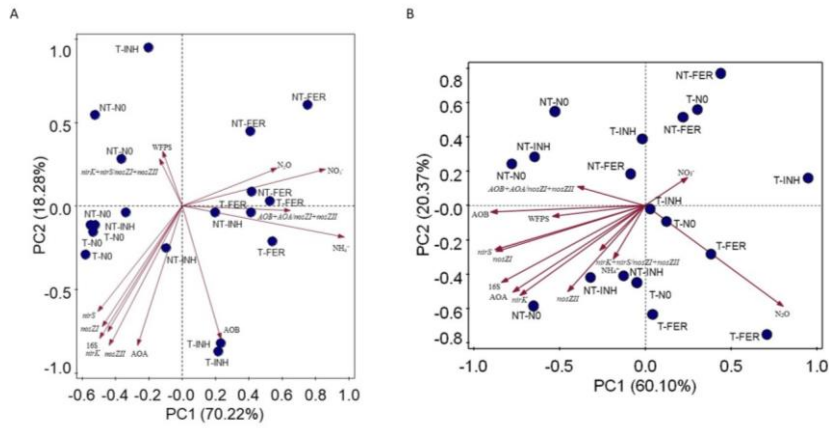 A
B
1.0
0.5
0.0
-0.5
-1.0
PC2 (18.28%)
T-INH
NT-FER
NT-N0
NT-FER
NT-N0
WFPS
nirK+nirS/nosZI+nosZII
N₂O
NO₃⁻
NT-FER
T-FER
T-FER
AOB+AOA/nosZI+nosZII
NT-N0
NT-INH
T-N0
T-N0
NT-INH
NT-INH
T-FER
NH₄⁺
nirS
nosZI
16S
nirK
nosZII
AOA
AOB
T-INH
T-INH
-0.6 -0.4 -0.2 0.0 0.2 0.4 0.6 0.8 1.0
PC1 (70.22%)
0.8
0.6
0.4
0.2
0.0
-0.2
-0.4
-0.6
-0.8
PC2 (20.37%)
NT-FER
T-N0
NT-N0
NT-FER
T-INH
NT-INH
NT-N0
NT-FER
NO₃⁻
T-INH
AOB+AOA/nosZI+nosZII
AOB
WFPS
T-INH
T-N0
nirS
nosZI
nirK+nirS/nosZI+nosZII
NH₄⁺
T-FER
16S
AOA
nirK
nosZII
NT-INH
NT-INH
T-N0
NT-N0
T-FER
N₂O
T-FER
-1.0 -0.5 0.0 0.5 1.0
PC1 (60.10%)